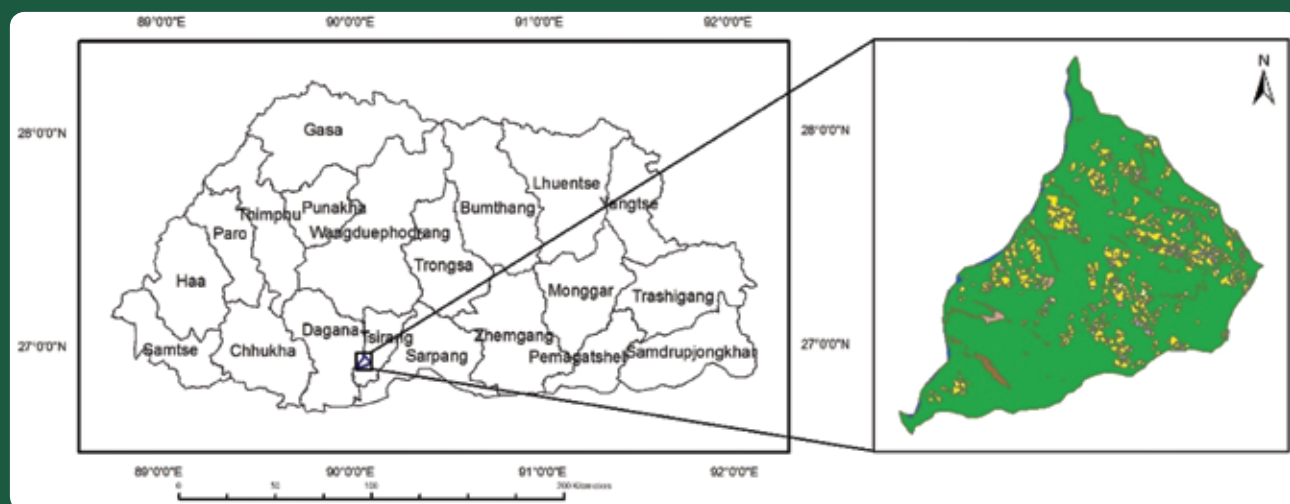 89°0'0"E 90°0'0"E 91°0'0"E 92°0'0"E
N
28°0'0"N 28°0'0"N
Gasa
Lhuentse
Thimphu Punakha Bumthang Yangtse
Paro Wangduephodrang
Trongsa
Haa Monggar Trashigang
Dagana Tsirang Zhemgang
27°0'0"N 27°0'0"N
Samtse Chhukha Sarpang Pemagatshel Samdrupjongkhar
89°0'0"E 90°0'0"E 91°0'0"E 92°0'0"E
0 50 100 200 Kilometers